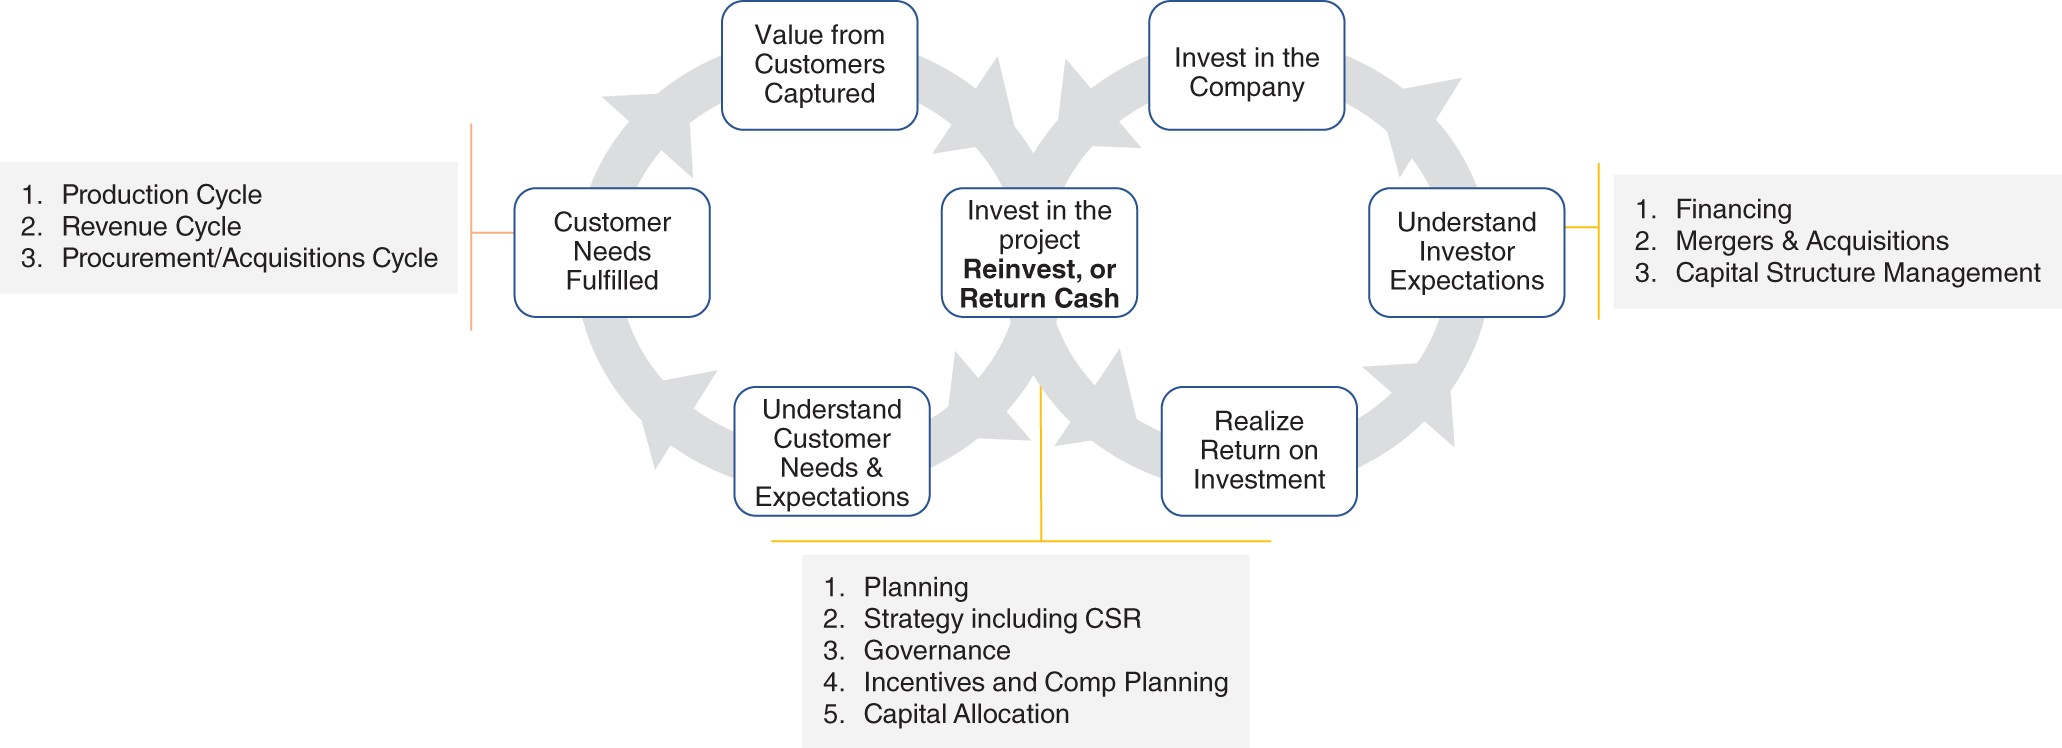 Value from
Customers
Captured
Invest in the
Company
1. Production Cycle
2. Revenue Cycle
3. Procurement/Acquisitions Cycle
Customer
Needs
Fulfilled
Invest in the
project
Reinvest, or
Return Cash
Understand
Investor
Expectations
1. Financing
2. Mergers & Acquisitions
3. Capital Structure Management
Understand
Customer
Needs &
Expectations
Realize
Return on
Investment
1. Planning
2. Strategy including CSR
3. Governance
4. Incentives and Comp Planning
5. Capital Allocation